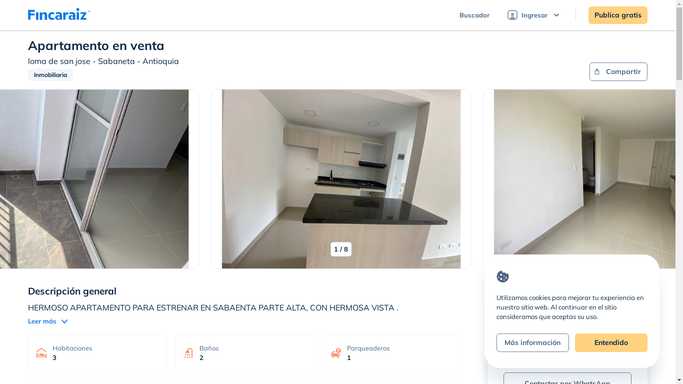 Fincaraiz
Buscador
Ingresar
Publica gratis
Apartamento en venta
loma de san jose - Sabaneta - Antioquia
Inmobiliaria
Compartir
1 / 8
Descripción general
HERMOSO APARTAMENTO PARA ESTRENAR EN SABAENTA PARTE ALTA, CON HERMOSA VISTA .
Leer más
Habitaciones
3
Baños
2
Parqueaderos
1
Utilizamos cookies para mejorar tu experiencia en
nuestro sitio web. Al continuar en el sitio
consideramos que aceptas su uso.
Más información
Entendido
Contactar por WhatsApp